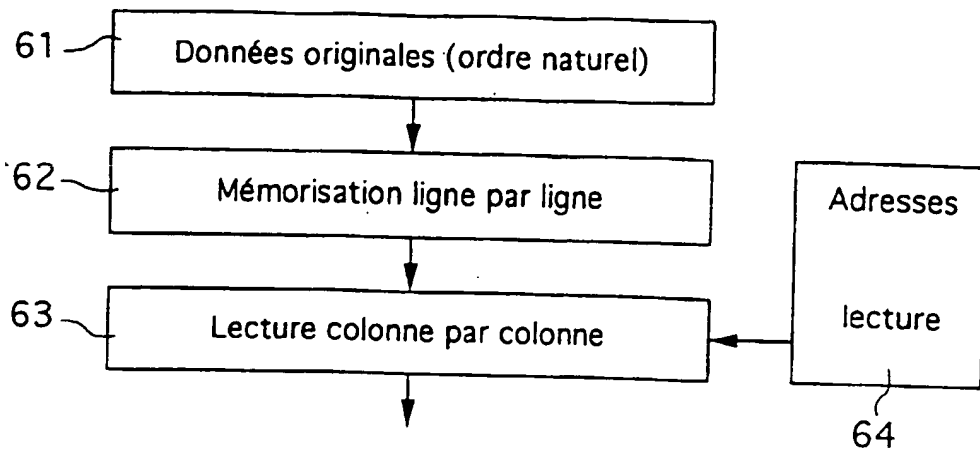 61
Données originales (ordre naturel)
62
Mémorisation ligne par ligne
Adresses
63
Lecture colonne par colonne
lecture
64